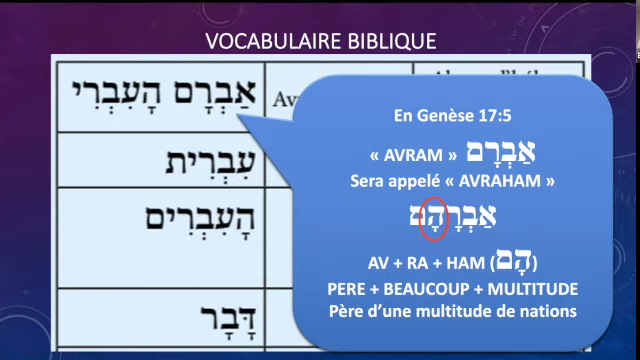 VOCABULAIRE BIBLIQUE
אַבְרָם הָעִבְרִי
עִבְרִית
הָעִבְרִים
דָּבָר
En Genèse 17:5
« AVRAM » אַבְרָם
Sera appelé « AVRAHAM »
אַבְרָהָם
AV + RA + HAM (הָם)
PERE + BEAUCOUP + MULTITUDE
Père d'une multitude de nations